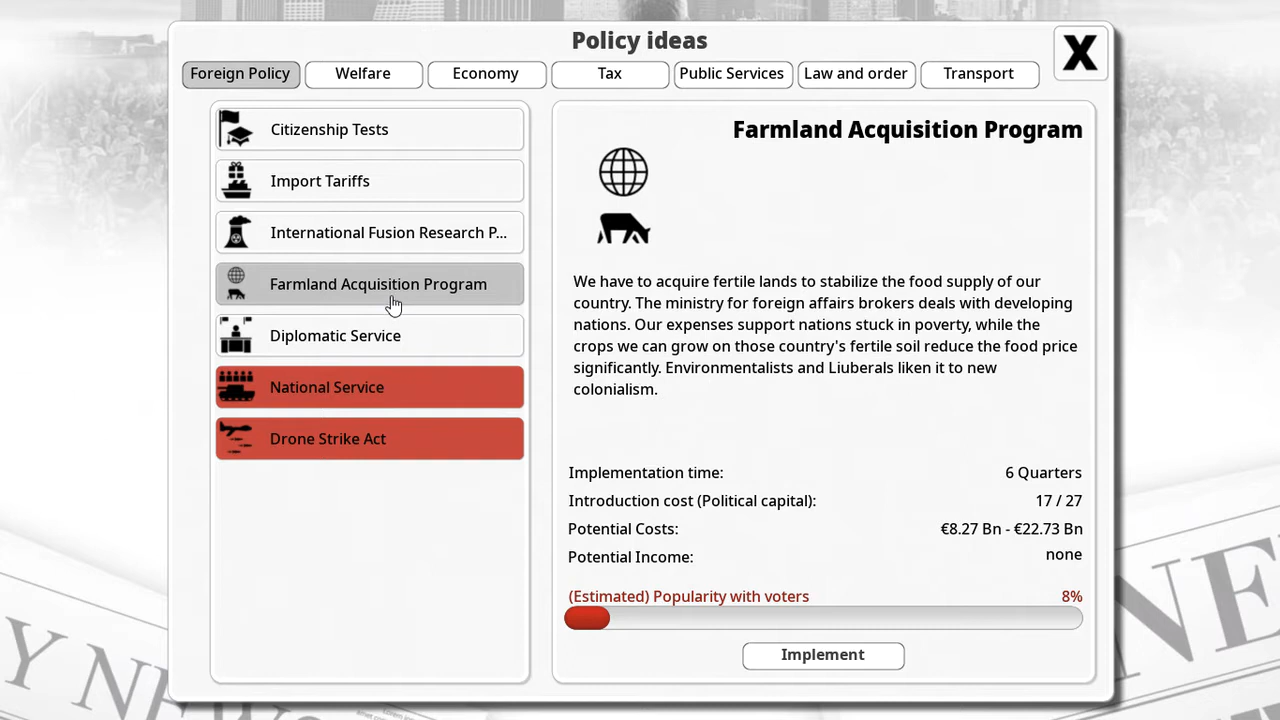 Policy ideas
X
Foreign Policy
Welfare
Economy
Tax
Public Services
Law and order
Transport
Citizenship Tests
Import Tariffs
International Fusion Research P...
Farmland Acquisition Program
Diplomatic Service
National Service
Drone Strike Act
Farmland Acquisition Program
We have to acquire fertile lands to stabilize the food supply of our
country. The ministry for foreign affairs brokers deals with developing
nations. Our expenses support nations stuck in poverty, while the
crops we can grow on those country's fertile soil reduce the food price
significantly. Environmentalists and Liuberals liken it to new
colonialism.
Implementation time: 6 Quarters
Introduction cost (Political capital): 17 / 27
Potential Costs: €8.27 Bn - €22.73 Bn
Potential Income: none
(Estimated) Popularity with voters 8%
Implement